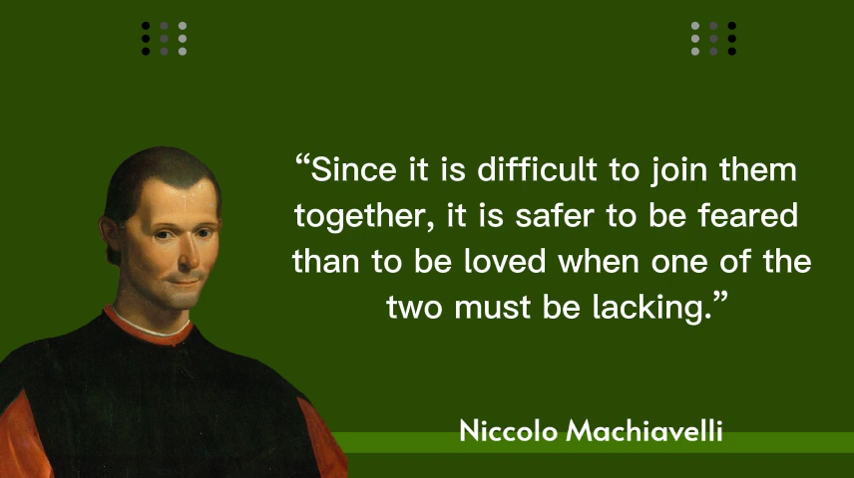 “Since it is difficult to join them
together, it is safer to be feared
than to be loved when one of the
two must be lacking.”
Niccolo Machiavelli